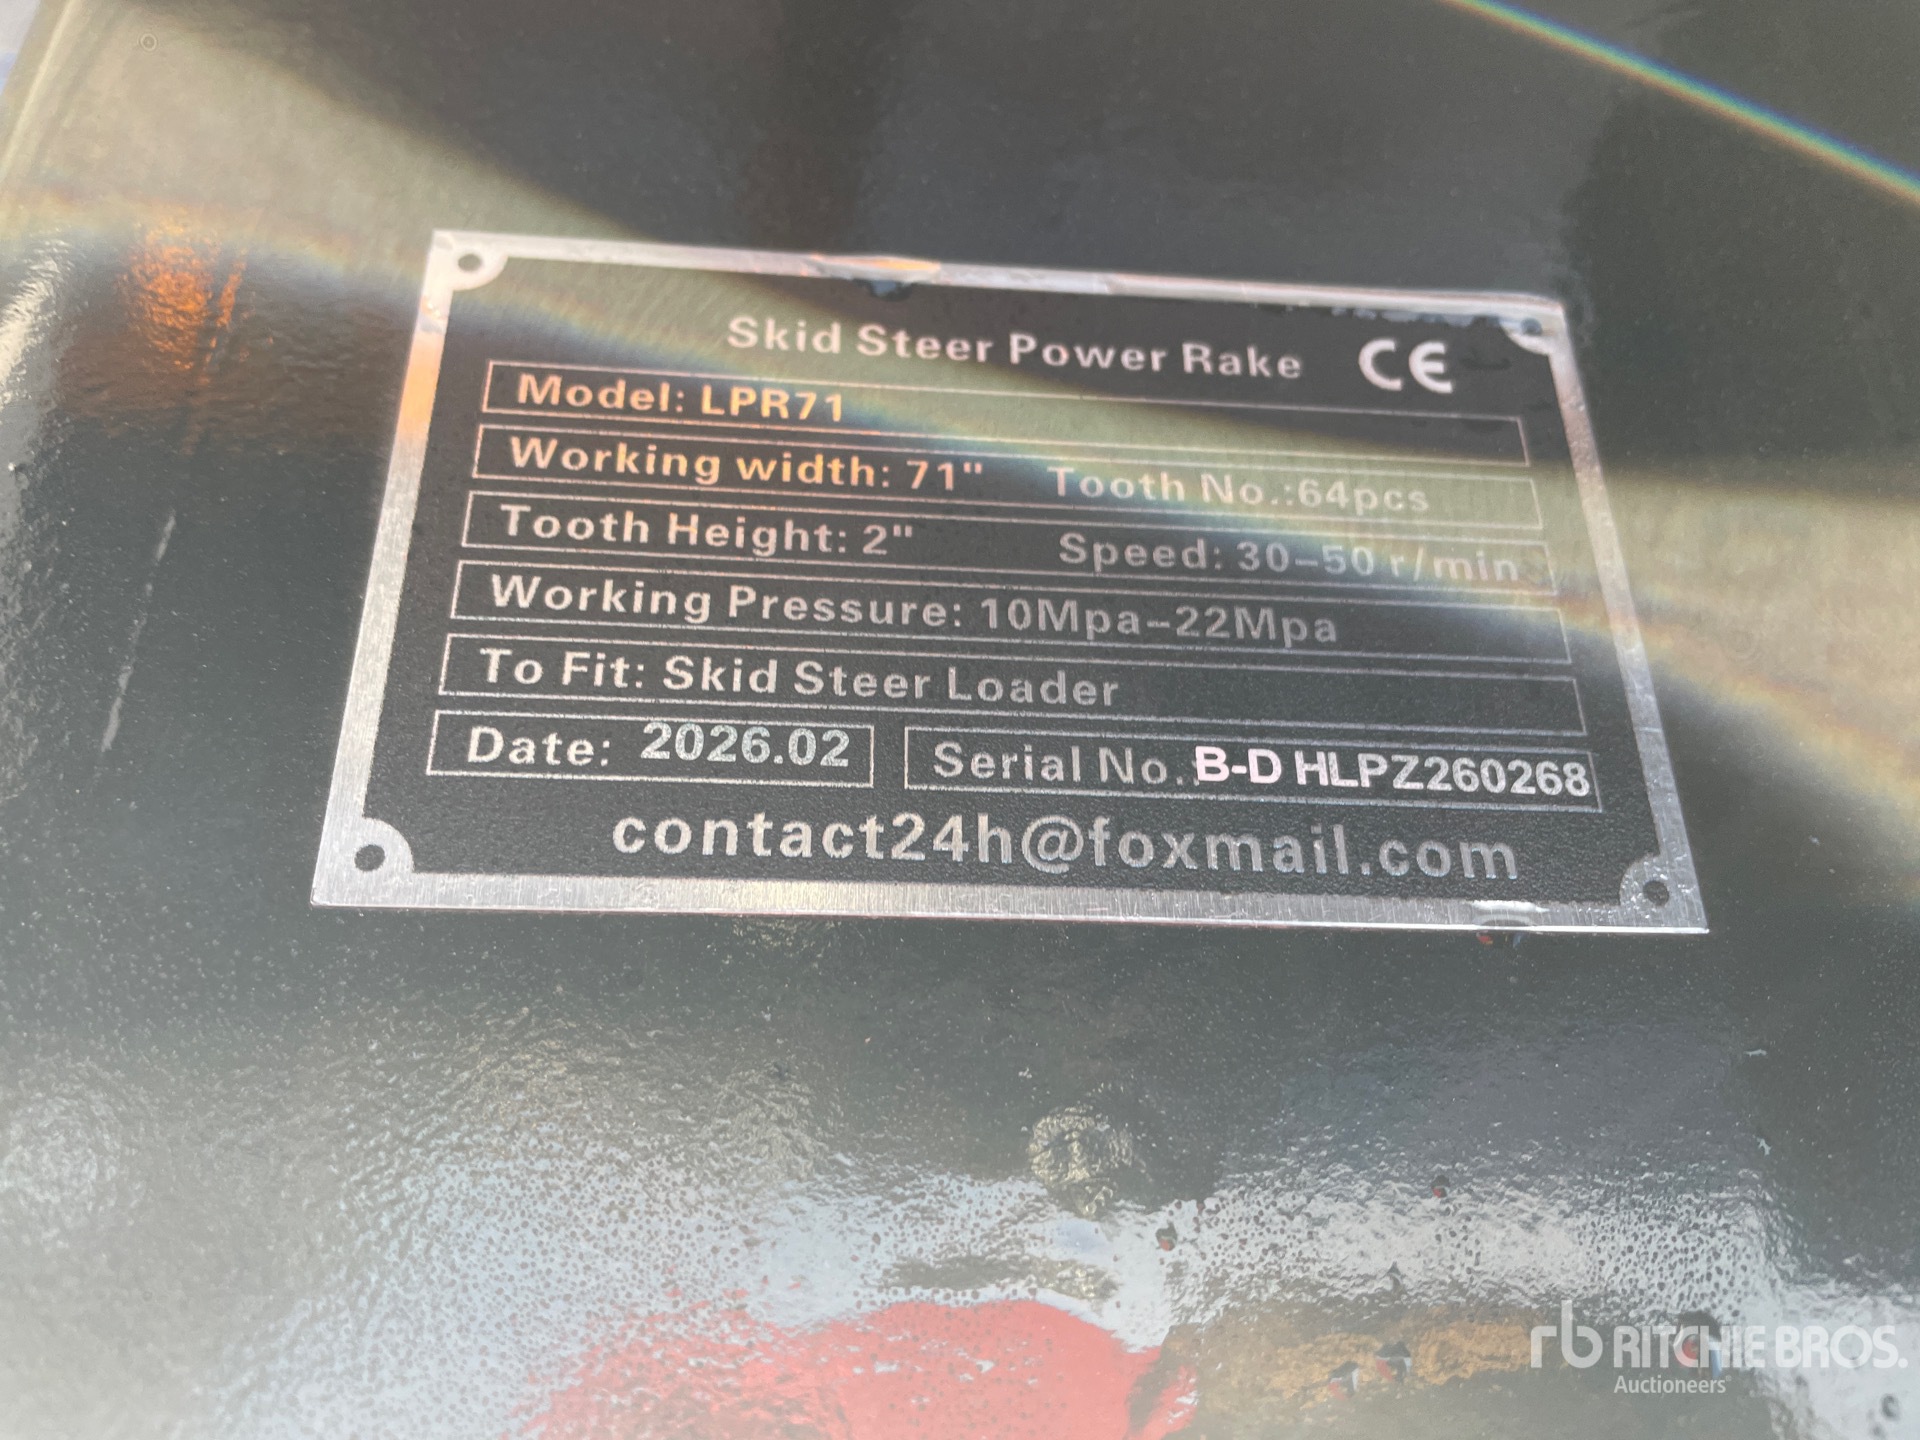 Skid Steer Power Rake CE
Model: LPR71
Working width: 71" Tooth No.:64pcs
Tooth Height: 2" Speed: 30-50 r/min
Working Pressure: 10Mpa-22Mpa
To Fit: Skid Steer Loader
Date: 2026.02 Serial No.: B-D HLPZ260268
contact24h@foxmail.com
rb RITCHIE BROS.
Auctioneers